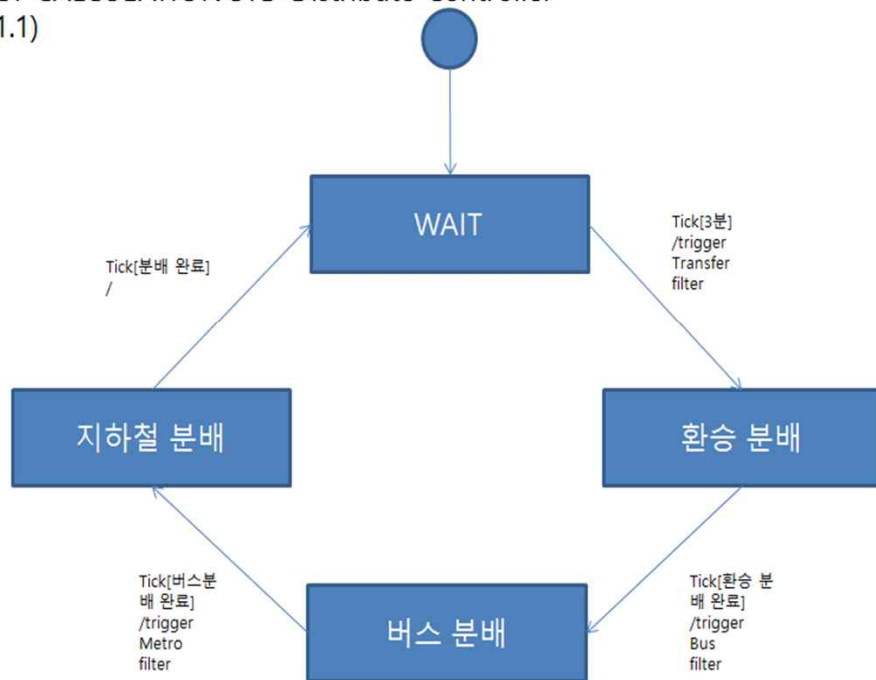 1.1)
WAIT
Tick[3분]
/trigger
Transfer
filter
Tick[분배 완료]
/
지하철 분배
환승 분배
Tick[버스분
배 완료]
/trigger
Metro
filter
버스 분배
Tick[환승 분
배 완료]
/trigger
Bus
filter